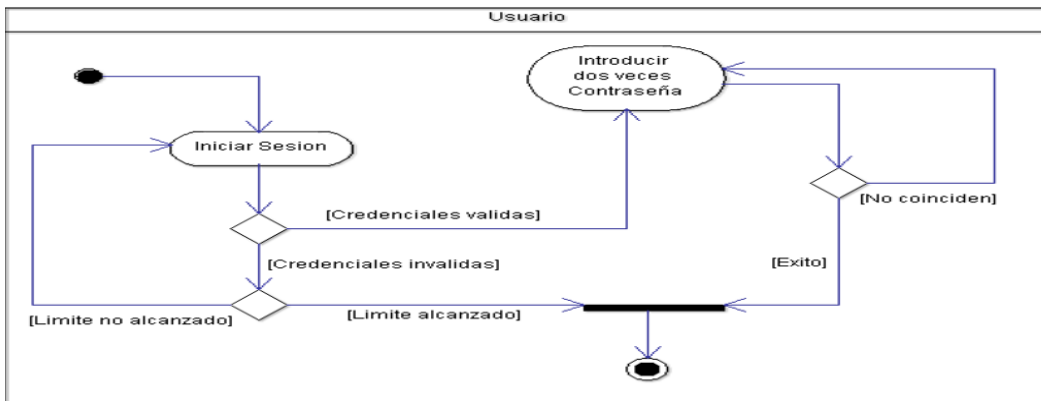 Usuario
Introducir
dos veces
Contraseña
Iniciar Sesion
[Credenciales validas]
[No coinciden]
[Credenciales invalidas]
[Exito]
[Limite no alcanzado]
[Limite alcanzado]